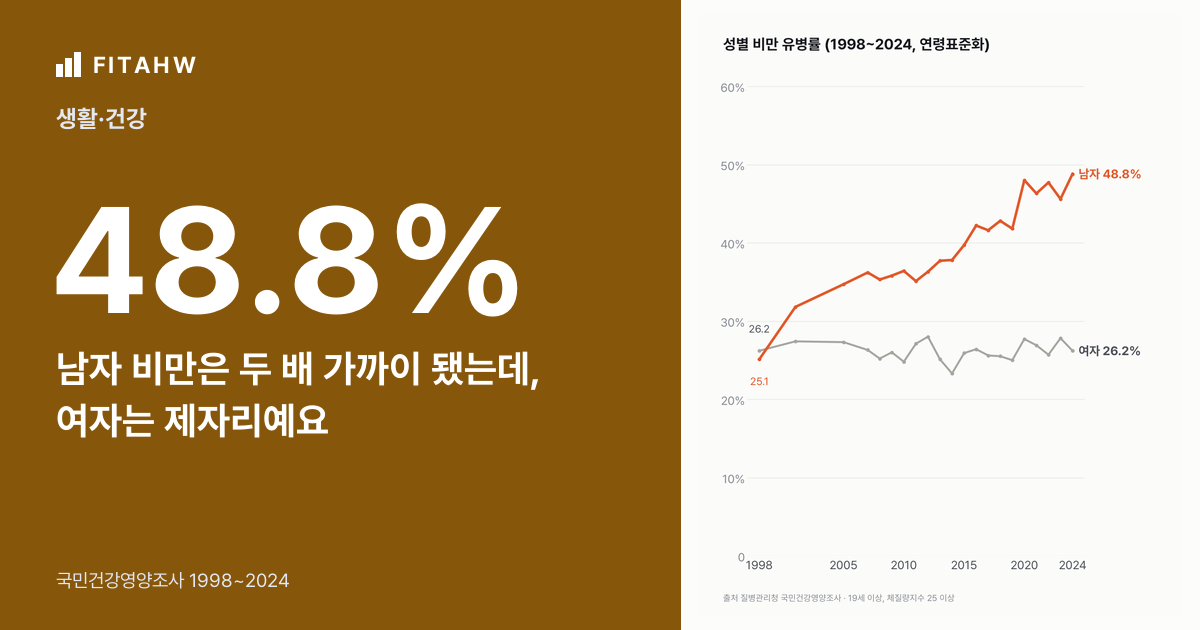 FITAHW
생활·건강
48.8%
남자 비만은 두 배 가까이 됐는데,
여자는 제자리예요
국민건강영양조사 1998~2024
성별 비만 유병률 (1998~2024, 연령표준화)
60%
50%
남자 48.8%
40%
30%
26.2
여자 26.2%
25.1
20%
10%
0
1998 2005 2010 2015 2020 2024
출처 질병관리청 국민건강영양조사 · 19세 이상, 체질량지수 25 이상